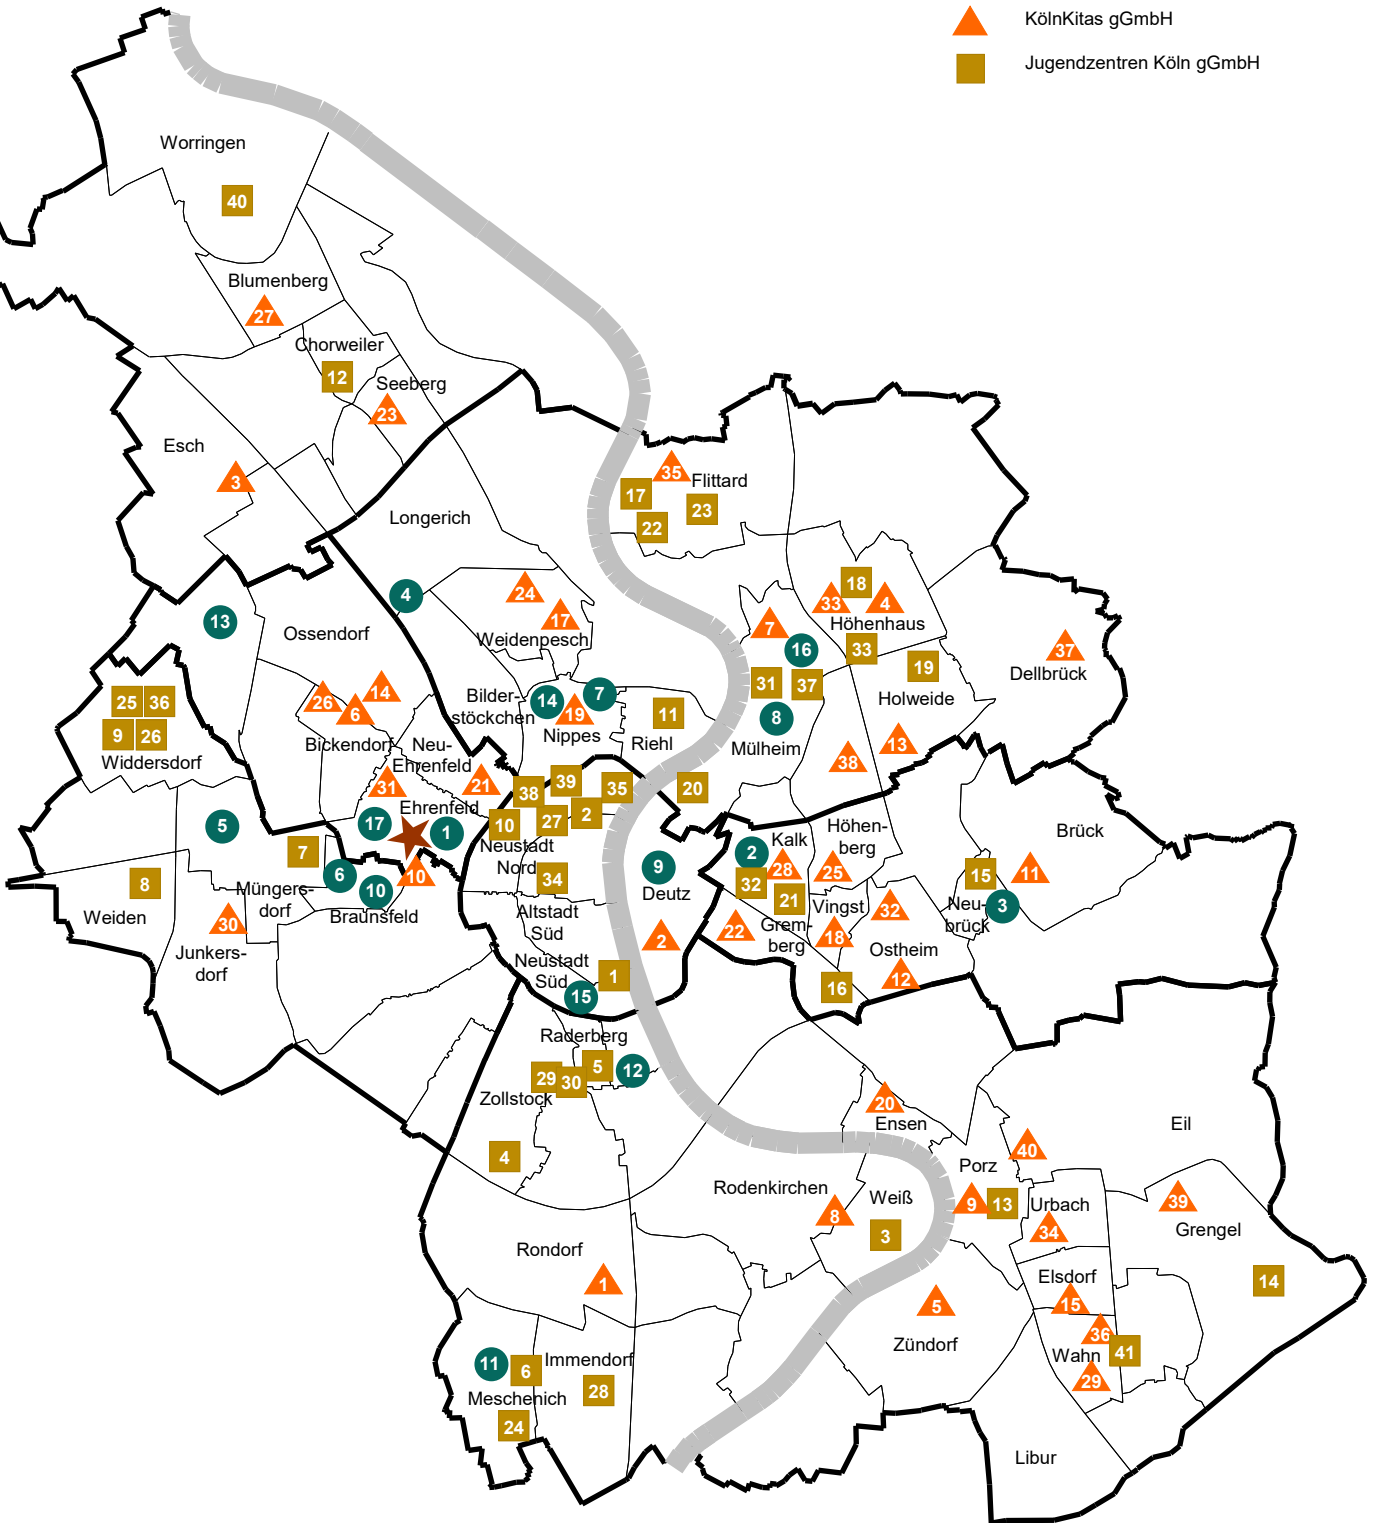 KölnKitas gGmbH
Jugendzentren Köln gGmbH
Worringen
40
Blumenberg
27
Chorweiler
12
Seeberg
23
Esch
3
35
Flittard
17
23
22
Longerich
4
24
17
Weidenpesch
13
Ossendorf
18
33
4
Höhenhaus
7
16
33
19
37
Dellbrück
Holweide
31
37
8
Mülheim
13
38
25
36
9
26
Widdersdorf
26
14
6
Bickendorf
Neu-
Ehrenfeld
31
21
Bilder-
stöckchen
14
7
19
Nippes
11
Riehl
39
38
35
20
2
27
10
Neustadt
Nord
34
Ehrenfeld
17
1
5
7
6
10
10
Müngers-
dorf
Braunsfeld
8
Weiden
30
Junkers-
dorf
Altstadt
Süd
Neustadt
Süd
1
15
9
Deutz
2
2
Kalk
28
32
21
Höhen-
berg
25
Vingst
22
Grem-
berg
18
32
Ostheim
12
16
Brück
15
11
Neu-
brück
3
Raderberg
5
12
29
30
Zollstock
4
20
Ensen
Eil
40
Porz
9
13
Urbach
34
39
Grengel
14
Rodenkirchen
8
Weiß
3
Rondorf
1
Elsdorf
15
5
Zündorf
36
41
Wahn
29
11
6
Immendorf
28
Meschenich
24
Libur